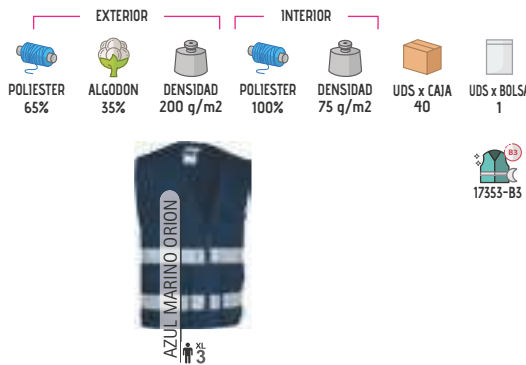 EXTERIOR
INTERIOR
POLIESTER
65%
ALGODON
35%
DENSIDAD
200 g/m2
POLIESTER
100%
DENSIDAD
75 g/m2
UDS x CAJA
40
UDS x BOLSA
1
B3
17353-B3
AZUL MARINO ORION
XL
3